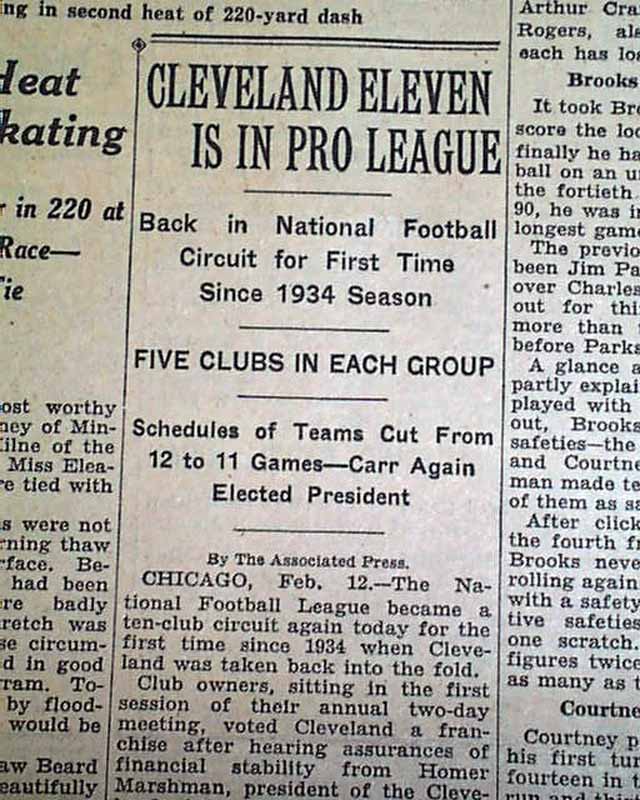 ng in second heat of 220-yard dash
Heat
kating
r in 220 at
Race—
Tie
ost worthy
ney of Min-
ilne of the
Miss Elea-
e tied with
s were not
rning thaw
rface. Be-
had been
re badly
retch was
se circum-
d in good
ram. To-
by flood-
would be
aw Beard
eautifully
CLEVELAND ELEVEN
IS IN PRO LEAGUE
Back in National Football
Circuit for First Time
Since 1934 Season
FIVE CLUBS IN EACH GROUP
Schedules of Teams Cut From
12 to 11 Games—Carr Again
Elected President
By The Associated Press.
CHICAGO, Feb. 12.—The Na-
tional Football League became a
ten-club circuit again today for the
first time since 1934 when Cleve-
land was taken back into the fold.
Club owners, sitting in the first
session of their annual two-day
meeting, voted Cleveland a fran-
chise after hearing assurances of
financial stability from Homer
Marshman, president of the Cleve-
Arthur Cra
Rogers, als
each has los
Brooks
It took Bro
score the loc
finally he ha
ball on an u
the fortieth
90, he was i
longest game
The previo
been Jim Pa
over Charles
out for thi
more than
before Parks
A glance a
partly explai
played with
out, Brooks
safeties—the
and Courtne
man made te
of them as sa
After click
the fourth fr
Brooks neve
rolling again
with a safety
tive safeties
one scratch.
figures twice
as many as t
Courtne
Courtney p
his first tur
fourteen in t
run and thi